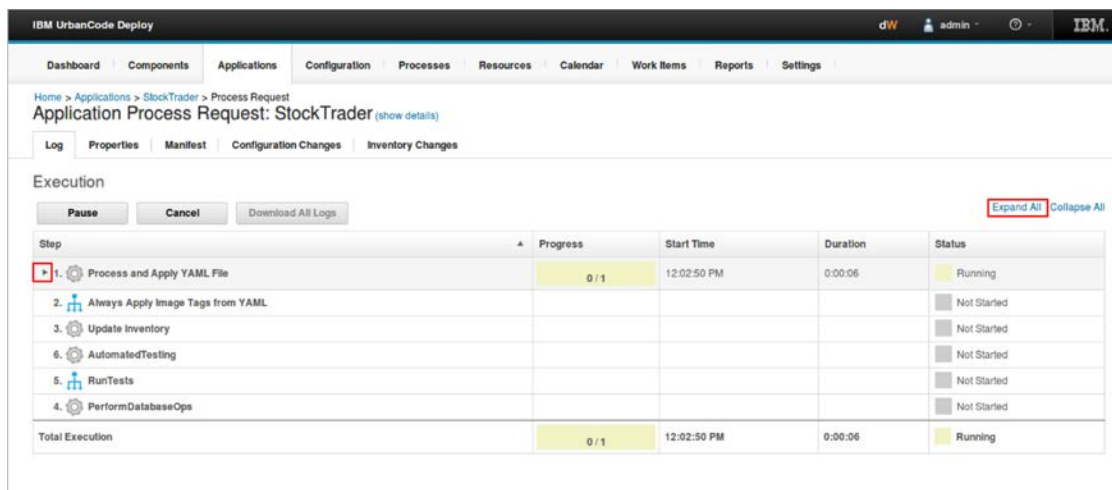 IBM UrbanCode Deploy dW admin IBM.
Dashboard Components Applications Configuration Processes Resources Calendar Work Items Reports Settings
Home > Applications > StockTrader > Process Request
Application Process Request: StockTrader (show details)
Log Properties Manifest Configuration Changes Inventory Changes
Execution
Pause Cancel Download All Logs Expand All Collapse All
Step Progress Start Time Duration Status
1. Process and Apply YAML File 0 / 1 12:02:50 PM 0:00:06 Running
2. Always Apply Image Tags from YAML Not Started
3. Update Inventory Not Started
6. AutomatedTesting Not Started
5. RunTests Not Started
4. PerformDatabaseOps Not Started
Total Execution 0 / 1 12:02:50 PM 0:00:06 Running